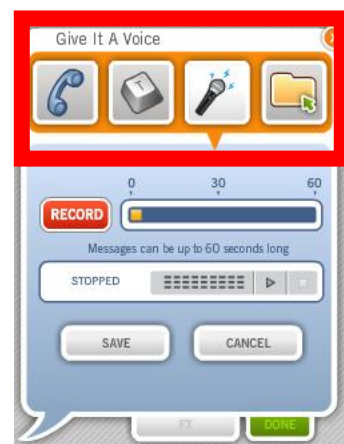 Give It A Voice
T
0 30 60
RECORD
Messages can be up to 60 seconds long
STOPPED
SAVE CANCEL
FX DONE